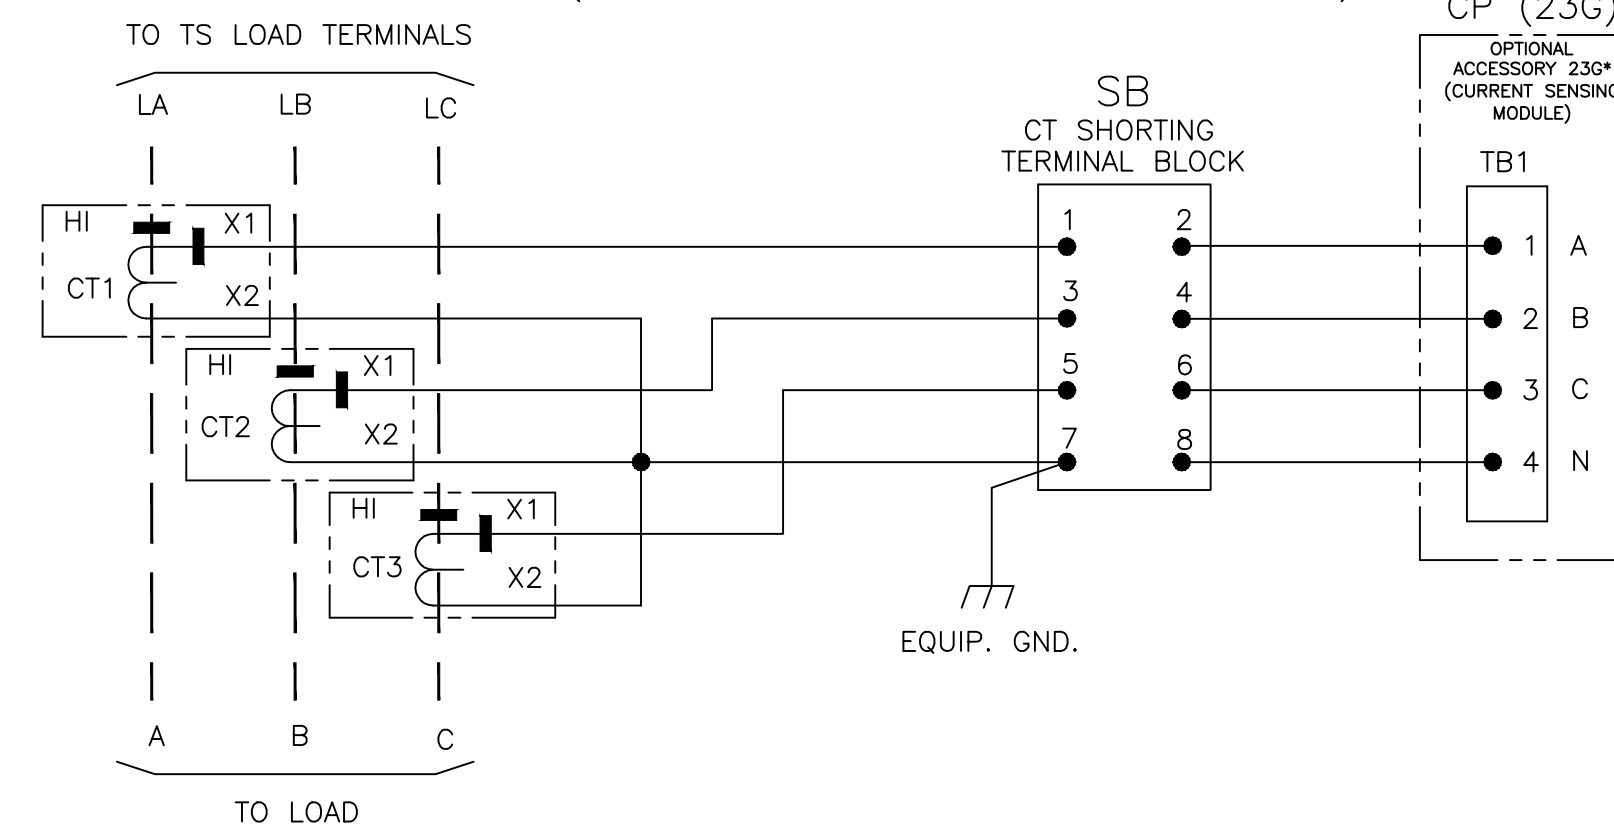 CP (23G)
TO TS LOAD TERMINALS
LA LB LC
HI X1
CT1 X2
HI X1
CT2 X2
HI X1
CT3 X2
A B C
TO LOAD
SB
CT SHORTING
TERMINAL BLOCK
1 2
3 4
5 6
7 8
EQUIP. GND.
OPTIONAL
ACCESSORY 23G*
(CURRENT SENSING
MODULE)
TB1
1 A
2 B
3 C
4 N